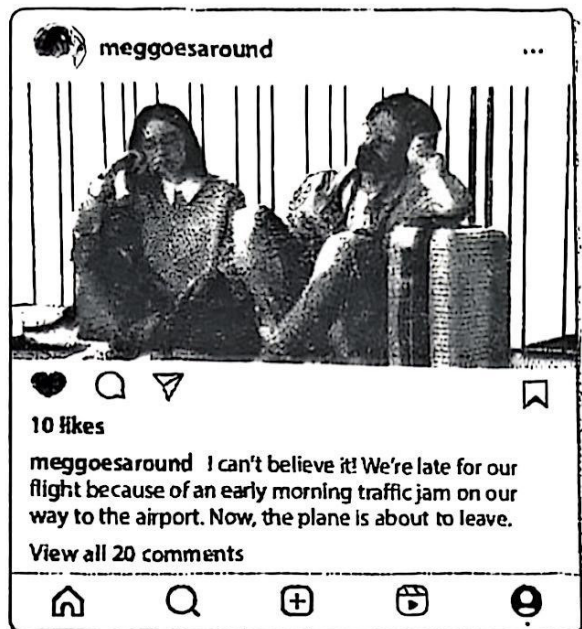 meggoesaround
10 likes
meggoesaround I can't believe it! We're late for our
flight because of an early morning traffic jam on our
way to the airport. Now, the plane is about to leave.
View all 20 comments